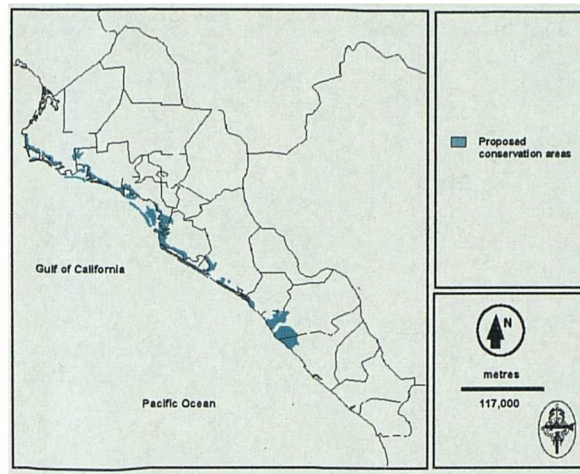 Proposed
conservation areas
Gulf of California
Pacific Ocean
N
metres
117,000